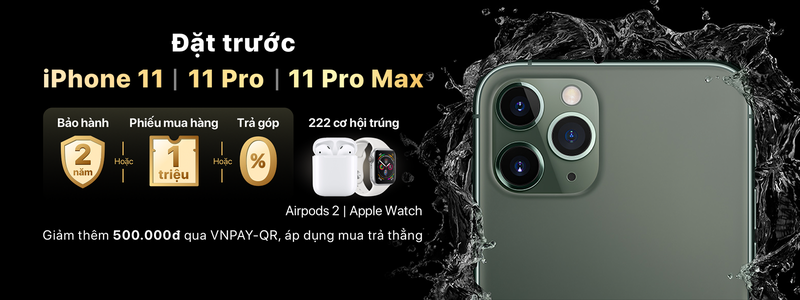 Đặt trước
iPhone 11 | 11 Pro | 11 Pro Max
Bảo hành
2
năm
Hoặc
Phiếu mua hàng
1
triệu
Hoặc
Trả góp
0%
222 cơ hội trúng
Airpods 2 | Apple Watch
Giảm thêm 500.000đ qua VNPAY-QR, áp dụng mua trả thẳng